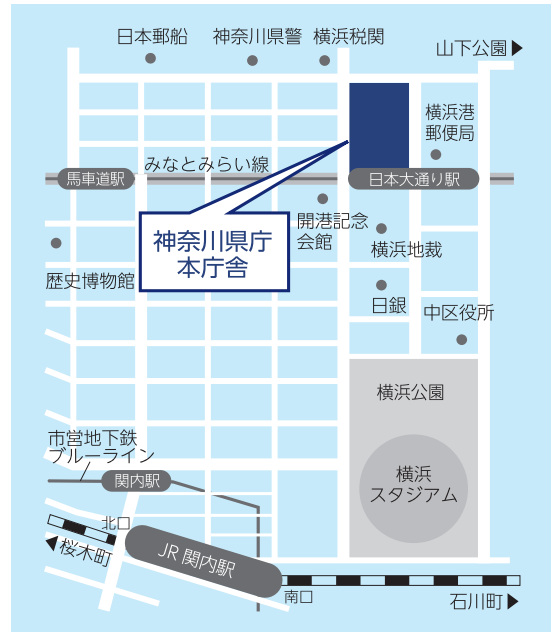 日本郵船
神奈川県警
横浜税関
山下公園
横浜港
郵便局
みなとみらい線
馬車道駅
日本大通り駅
神奈川県庁
本庁舎
開港記念
会館
横浜地裁
歴史博物館
日銀
中区役所
横浜公園
市営地下鉄
ブルーライン
関内駅
横浜
スタジアム
北口
桜木町
JR 関内駅
南口
石川町